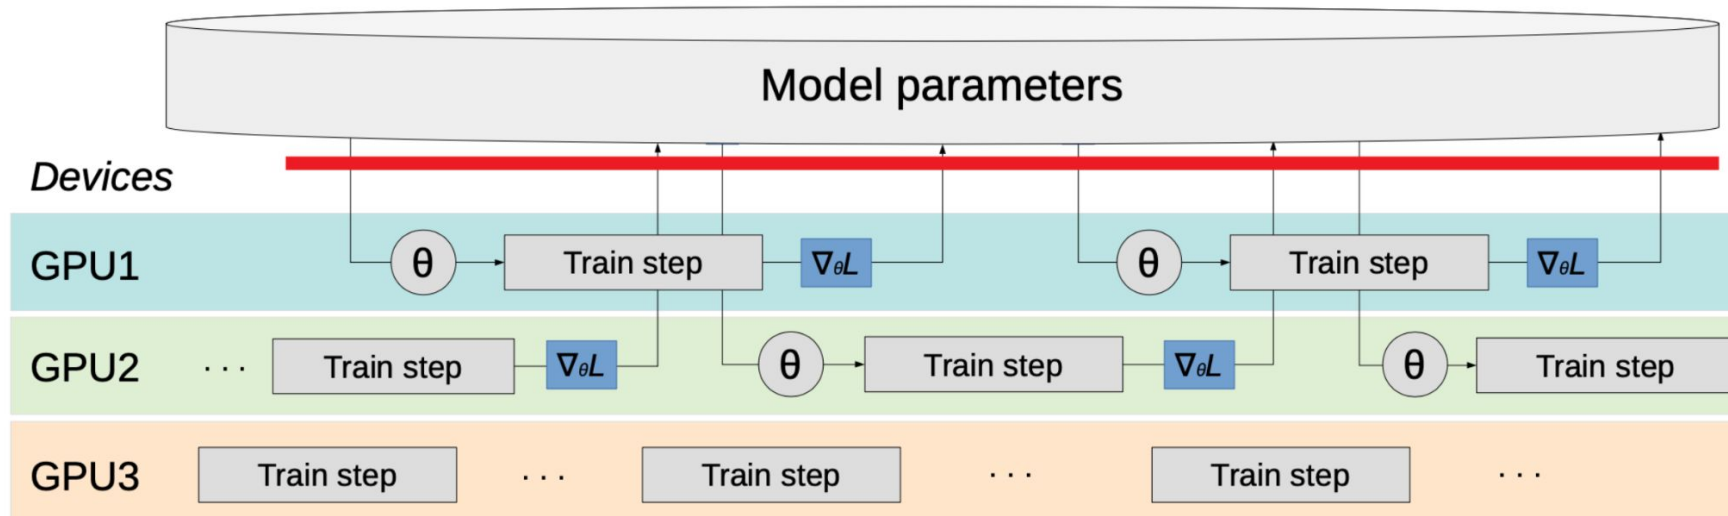 Model parameters
Devices
GPU1 θ Train step ∇θL θ Train step ∇θL
GPU2 ... Train step ∇θL θ Train step ∇θL θ Train step
GPU3 Train step ... Train step ... Train step ...